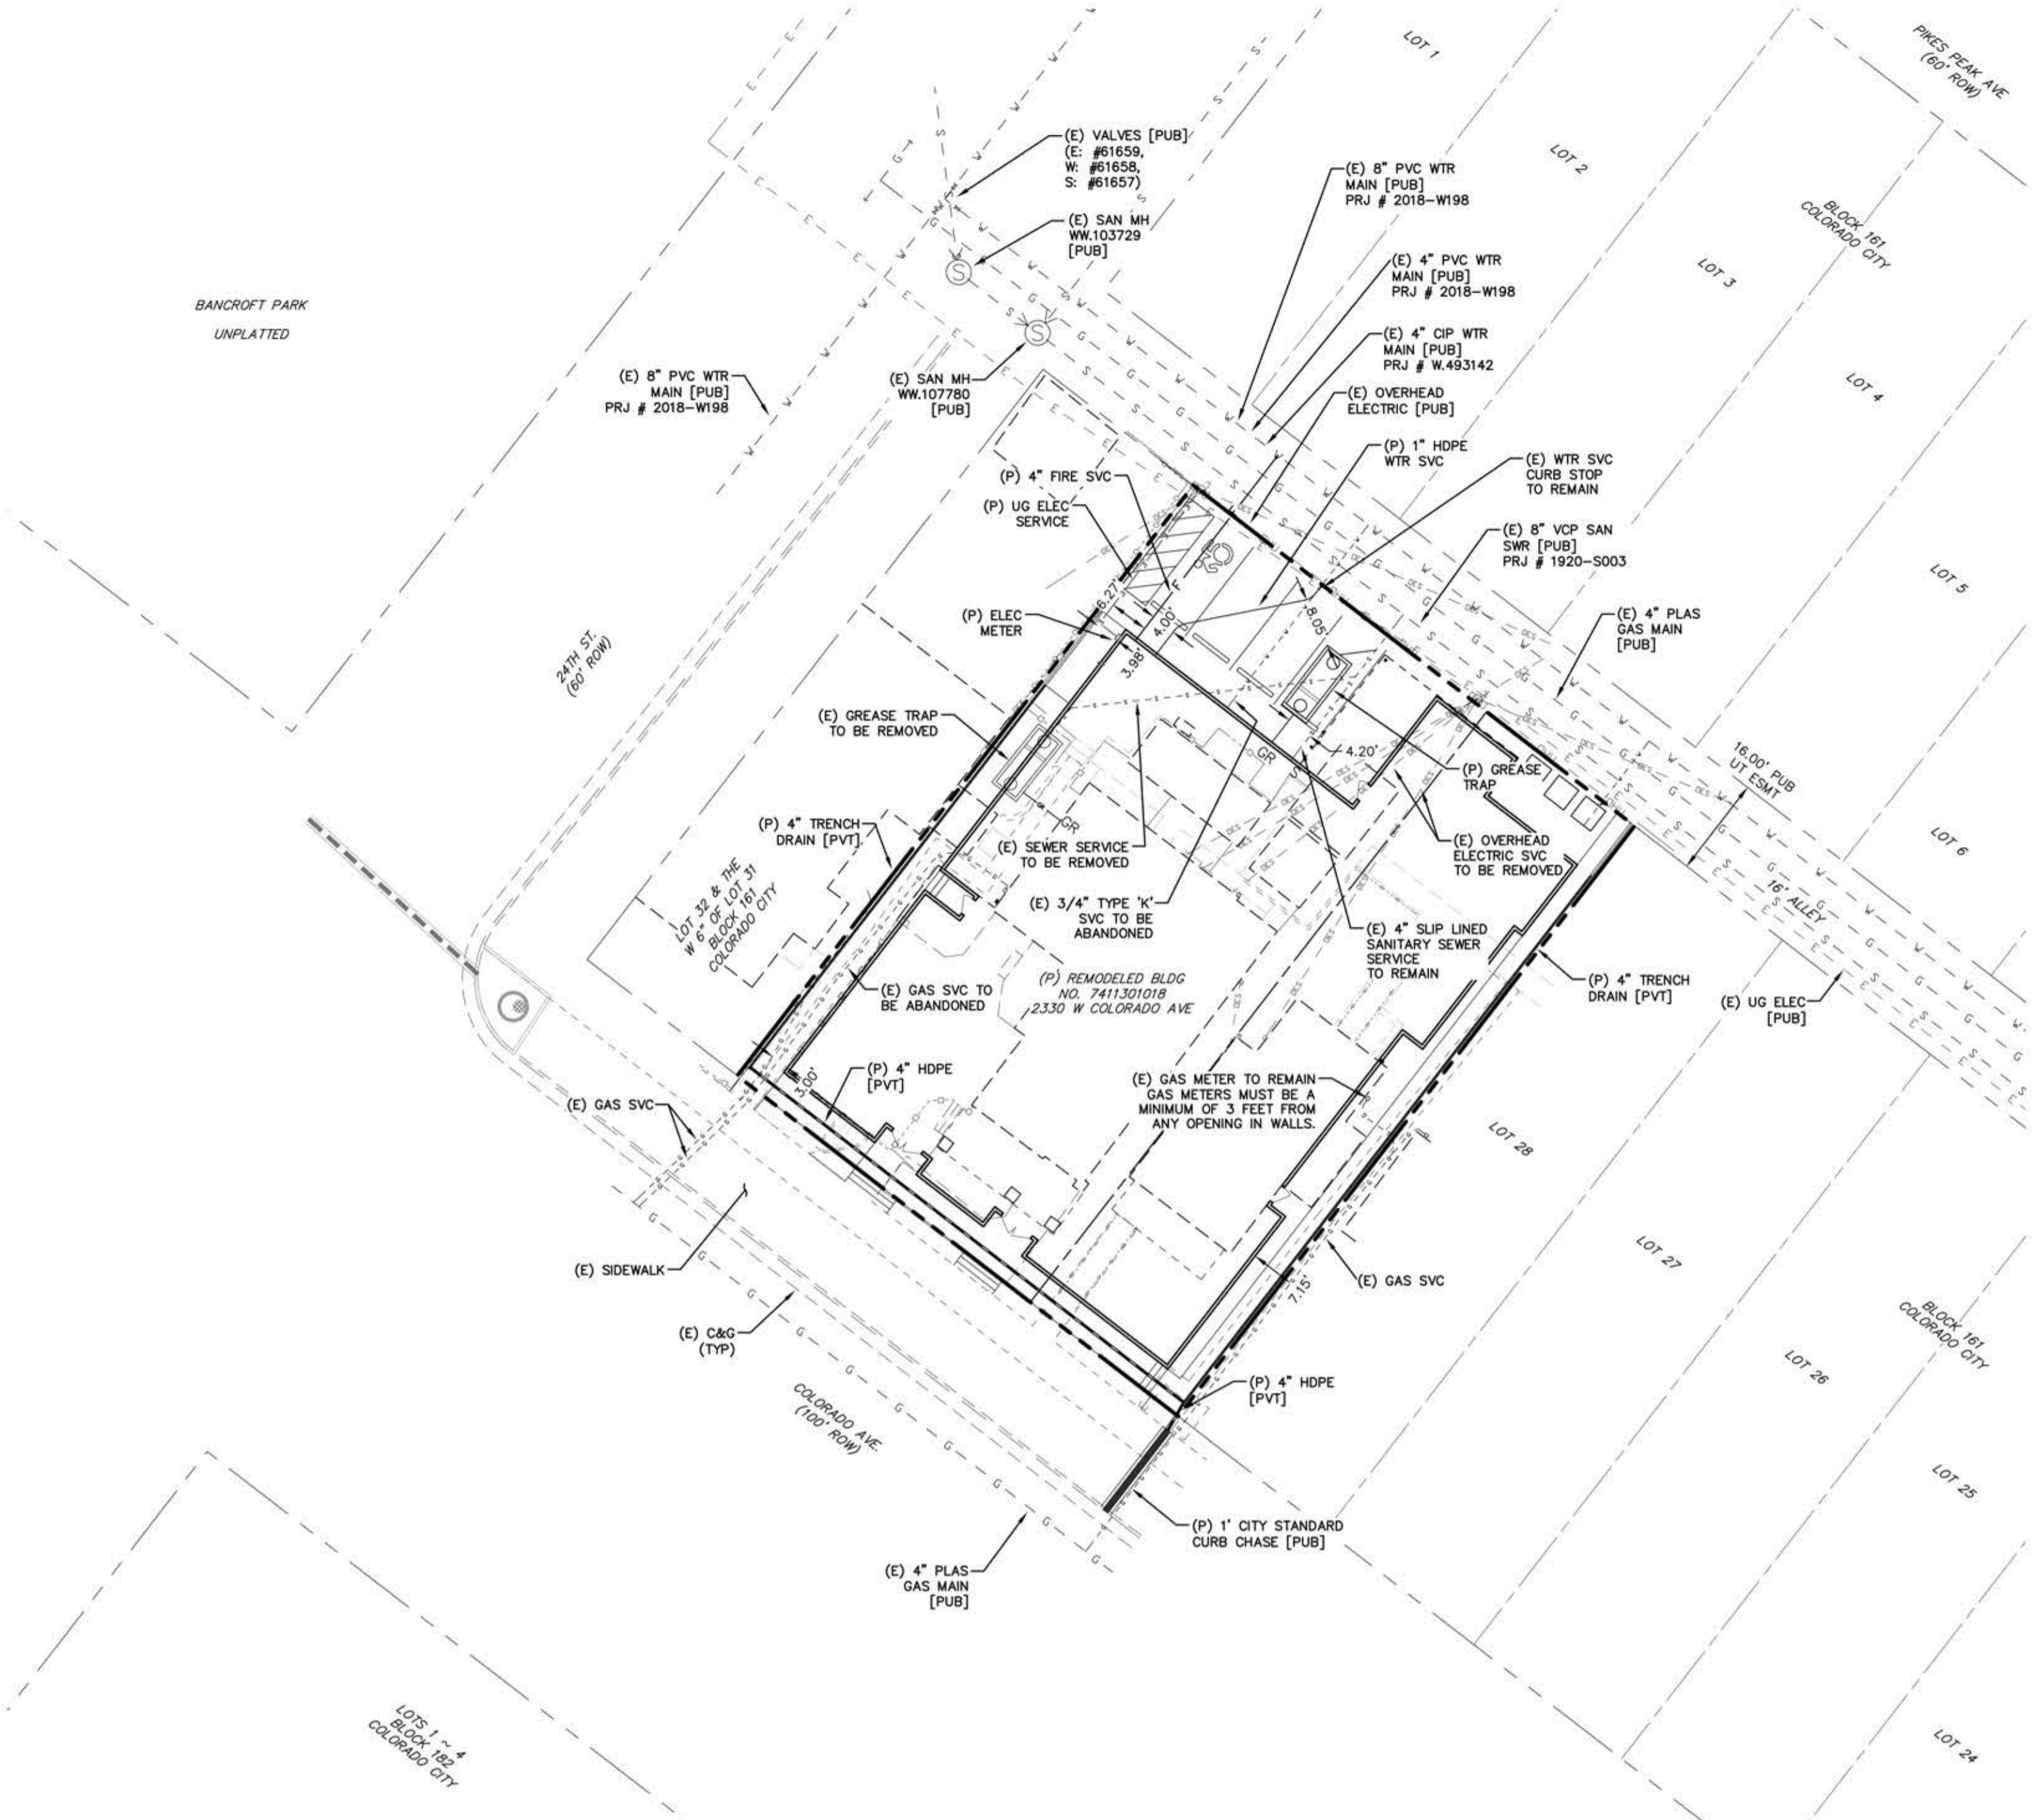 PIKES PEAK AVE
(60' ROW)
LOT 1
LOT 2
BLOCK 161
COLORADO CITY
LOT 3
LOT 4
LOT 5
LOT 6
(E) VALVES [PUB]
(E: #61659,
W: #61658,
S: #61657)
(E) SAN MH
WW.103729
[PUB]
(E) 8" PVC WTR
MAIN [PUB]
PRJ # 2018-W198
(E) 4" PVC WTR
MAIN [PUB]
PRJ # 2018-W198
(E) 4" CIP WTR
MAIN [PUB]
PRJ # W.493142
(E) OVERHEAD
ELECTRIC [PUB]
(P) 1" HDPE
WTR SVC
(E) WTR SVC
CURB STOP
TO REMAIN
(E) 8" VCP SAN
SWR [PUB]
PRJ # 1920-S003
(E) 4" PLAS
GAS MAIN
[PUB]
BANCROFT PARK
UNPLATTED
(E) 8" PVC WTR
MAIN [PUB]
PRJ # 2018-W198
(E) SAN MH
WW.107780
[PUB]
(P) 4" FIRE SVC
(P) UG ELEC
SERVICE
(P) ELEC
METER
6.27'
4.00'
3.98'
8.05'
4.20'
24TH ST.
(60' ROW)
(E) GREASE TRAP
TO BE REMOVED
(P) 4" TRENCH
DRAIN [PVT]
(P) GREASE
TRAP
16.00' PUB
UT ESMT
(E) SEWER SERVICE
TO BE REMOVED
(E) OVERHEAD
ELECTRIC SVC
TO BE REMOVED
GR
GR
S
F
LOT 32 & THE
W 6" OF LOT 31
BLOCK 161
COLORADO CITY
(E) 3/4" TYPE 'K'
SVC TO BE
ABANDONED
(E) 4" SLIP LINED
SANITARY SEWER
SERVICE
TO REMAIN
16' ALLEY
(E) GAS SVC TO
BE ABANDONED
(P) REMODELED BLDG
NO. 7411301018
2330 W COLORADO AVE
(P) 4" TRENCH
DRAIN [PVT]
(E) UG ELEC
[PUB]
(P) 4" HDPE
[PVT]
3.00'
(E) GAS SVC
(E) GAS METER TO REMAIN
GAS METERS MUST BE A
MINIMUM OF 3 FEET FROM
ANY OPENING IN WALLS.
LOT 28
LOT 27
(E) SIDEWALK
(E) GAS SVC
7.15'
(E) C&G
(TYP)
BLOCK 161
COLORADO CITY
LOT 26
COLORADO AVE.
(100' ROW)
(P) 4" HDPE
[PVT]
LOT 25
(P) 1' CITY STANDARD
CURB CHASE [PUB]
(E) 4" PLAS
GAS MAIN
[PUB]
LOTS 1 ~ 4
BLOCK 182
COLORADO CITY
LOT 24